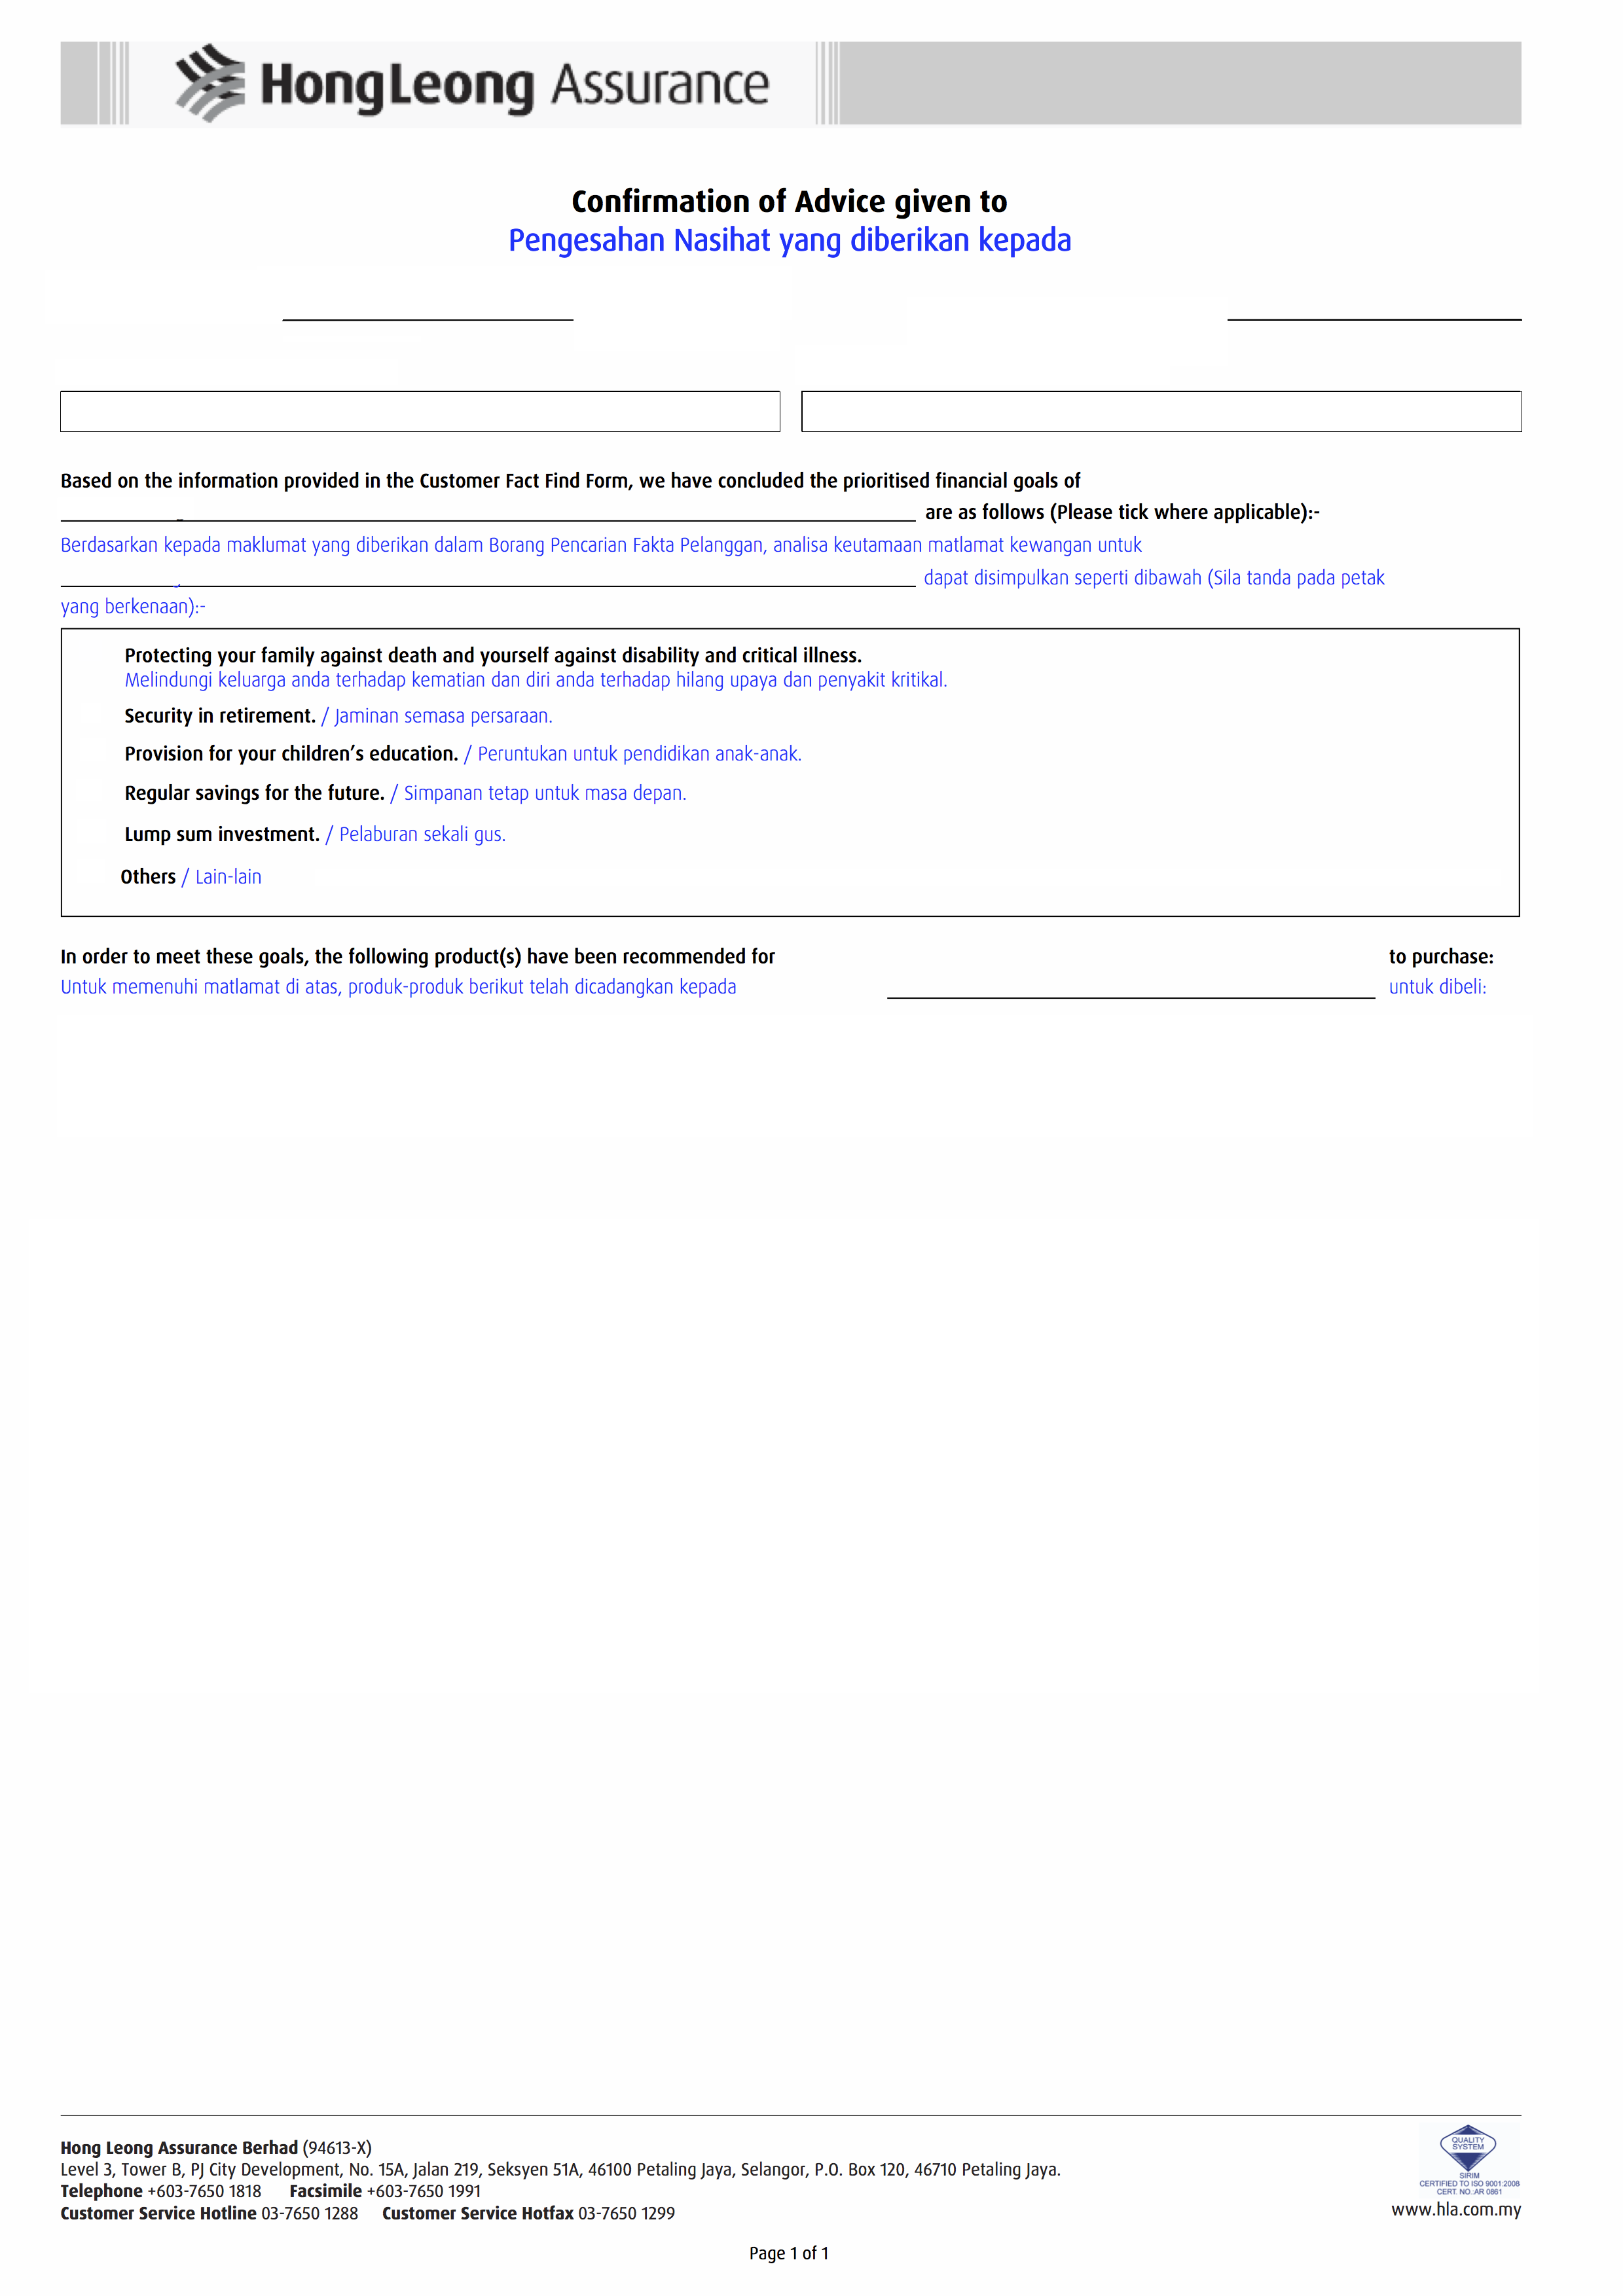 HongLeong Assurance
Confirmation of Advice given to
Pengesahan Nasihat yang diberikan kepada
Based on the information provided in the Customer Fact Find Form, we have concluded the prioritised financial goals of
are as follows (Please tick where applicable):-
Berdasarkan kepada maklumat yang diberikan dalam Borang Pencarian Fakta Pelanggan, analisa keutamaan matlamat kewangan untuk
dapat disimpulkan seperti dibawah (Sila tanda pada petak
yang berkenaan):-
Protecting your family against death and yourself against disability and critical illness.
Melindungi keluarga anda terhadap kematian dan diri anda terhadap hilang upaya dan penyakit kritikal.
Security in retirement. / Jaminan semasa persaraan.
Provision for your children’s education. / Peruntukan untuk pendidikan anak-anak.
Regular savings for the future. / Simpanan tetap untuk masa depan.
Lump sum investment. / Pelaburan sekali gus.
Others / Lain-lain
In order to meet these goals, the following product(s) have been recommended for to purchase:
Untuk memenuhi matlamat di atas, produk-produk berikut telah dicadangkan kepada untuk dibeli:
Hong Leong Assurance Berhad (94613-X)
Level 3, Tower B, PJ City Development, No. 15A, Jalan 219, Seksyen 51A, 46100 Petaling Jaya, Selangor, P.O. Box 120, 46710 Petaling Jaya.
Telephone +603-7650 1818 Facsimile +603-7650 1991
Customer Service Hotline 03-7650 1288 Customer Service Hotfax 03-7650 1299
QUALITY
SYSTEM
SIRIM
CERTIFIED TO ISO 9001:2008
CERT. NO.:AR 0861
www.hla.com.my
Page 1 of 1